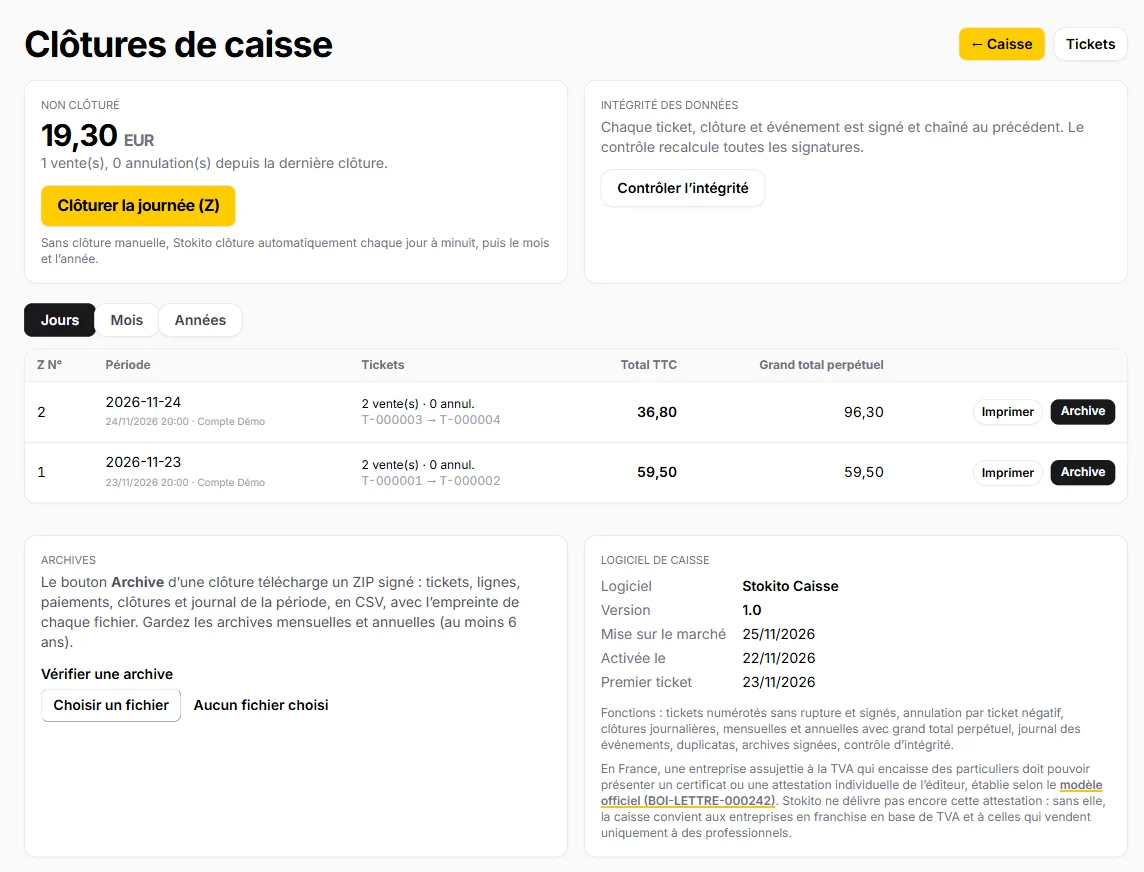 Clôtures de caisse
← Caisse
Tickets
NON CLÔTURÉ
19,30 EUR
1 vente(s), 0 annulation(s) depuis la dernière clôture.
Clôturer la journée (Z)
Sans clôture manuelle, Stokito clôture automatiquement chaque jour à minuit, puis le mois
et l’année.
INTÉGRITÉ DES DONNÉES
Chaque ticket, clôture et événement est signé et chaîné au précédent. Le
contrôle recalcule toutes les signatures.
Contrôler l’intégrité
Jours
Mois
Années
Z N° Période Tickets Total TTC Grand total perpétuel
2 2026-11-24 2 vente(s) · 0 annul. 36,80 96,30 Imprimer Archive
24/11/2026 20:00 · Compte Démo T-000003 → T-000004
1 2026-11-23 2 vente(s) · 0 annul. 59,50 59,50 Imprimer Archive
23/11/2026 20:00 · Compte Démo T-000001 → T-000002
ARCHIVES
Le bouton Archive d’une clôture télécharge un ZIP signé : tickets, lignes,
paiements, clôtures et journal de la période, en CSV, avec l’empreinte de
chaque fichier. Gardez les archives mensuelles et annuelles (au moins 6
ans).
Vérifier une archive
Choisir un fichier Aucun fichier choisi
LOGICIEL DE CAISSE
Logiciel Stokito Caisse
Version 1.0
Mise sur le marché 25/11/2026
Activée le 22/11/2026
Premier ticket 23/11/2026
Fonctions : tickets numérotés sans rupture et signés, annulation par ticket négatif,
clôtures journalières, mensuelles et annuelles avec grand total perpétuel, journal des
événements, duplicatas, archives signées, contrôle d’intégrité.
En France, une entreprise assujettie à la TVA qui encaisse des particuliers doit pouvoir
présenter un certificat ou une attestation individuelle de l’éditeur, établie selon le modèle
officiel (BOI-LETTRE-000242). Stokito ne délivre pas encore cette attestation : sans elle,
la caisse convient aux entreprises en franchise en base de TVA et à celles qui vendent
uniquement à des professionnels.